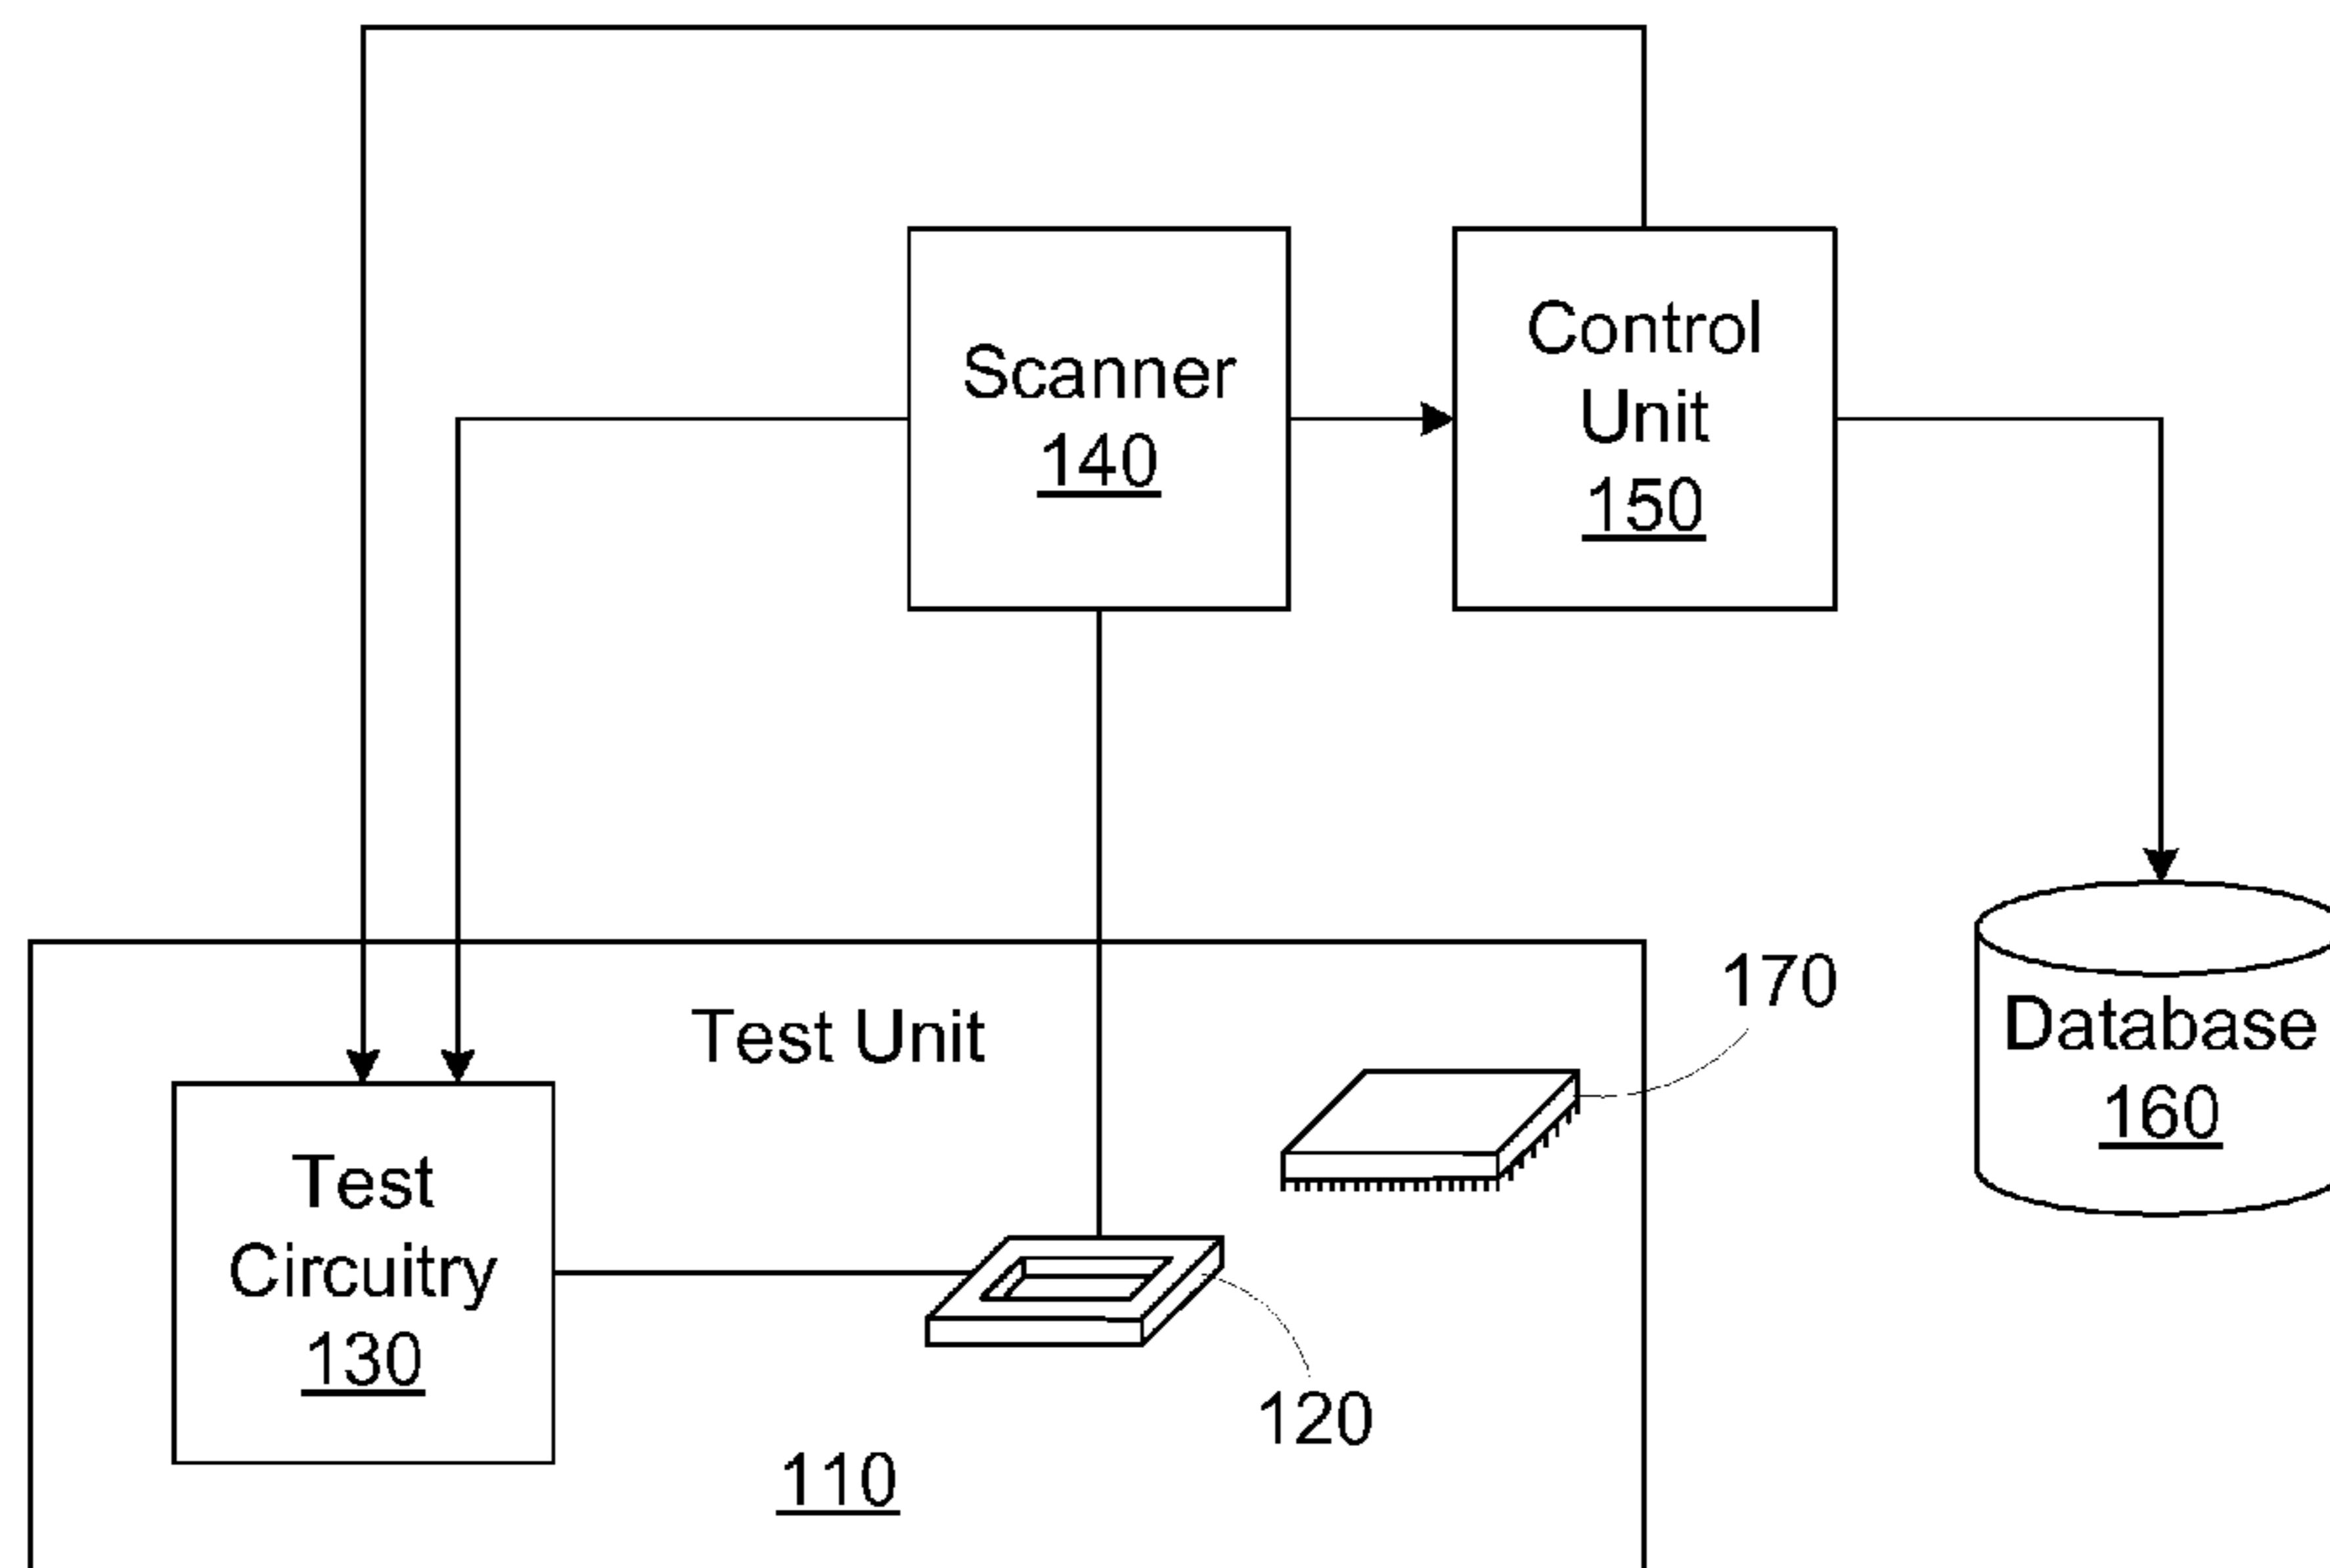 Scanner
140
Control
Unit
150
Test Unit
170
Database
160
Test
Circuitry
130
120
110